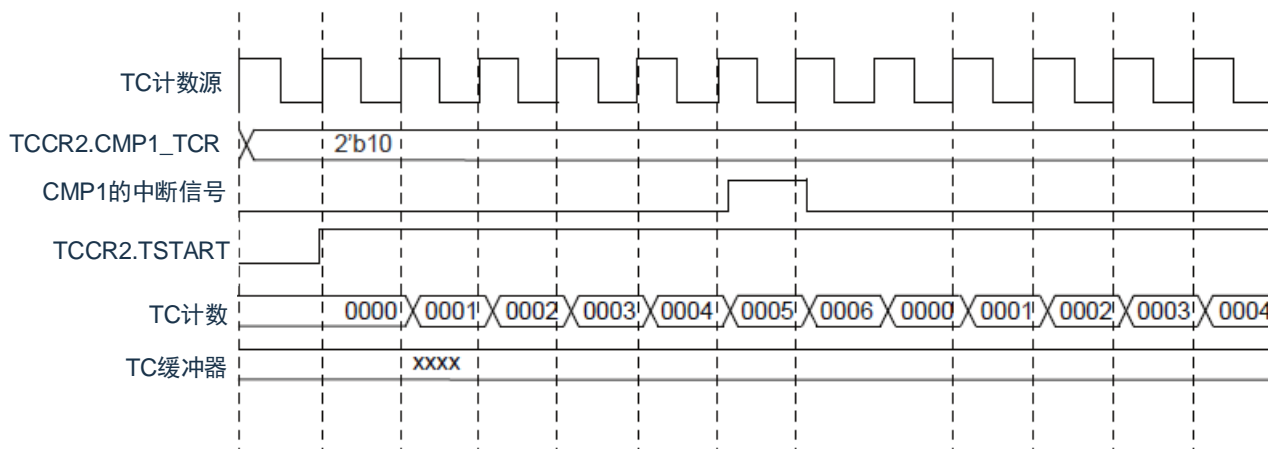 TC计数源
TCCR2.CMP1_TCR 2'b10
CMP1的中断信号
TCCR2.TSTART
TC计数 0000 0001 0002 0003 0004 0005 0006 0000 0001 0002 0003 0004
TC缓冲器 xxxx